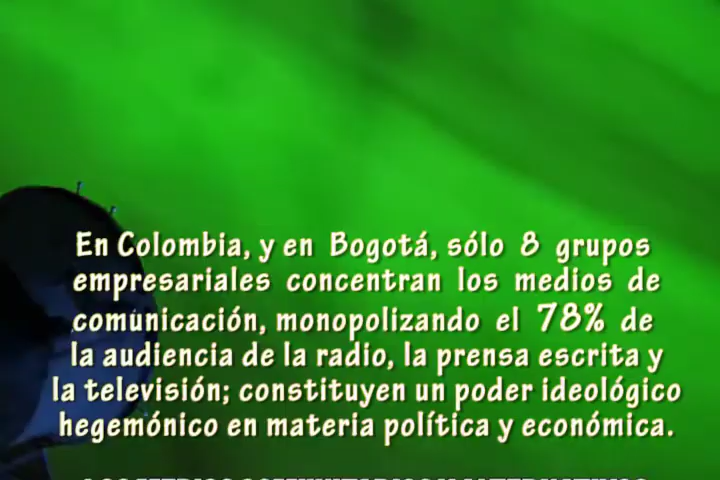 En Colombia, y en Bogotá, sólo 8 grupos
empresariales concentran los medios de
comunicación, monopolizando el 78% de
la audiencia de la radio, la prensa escrita y
la televisión; constituyen un poder ideológico
hegemónico en materia política y económica.